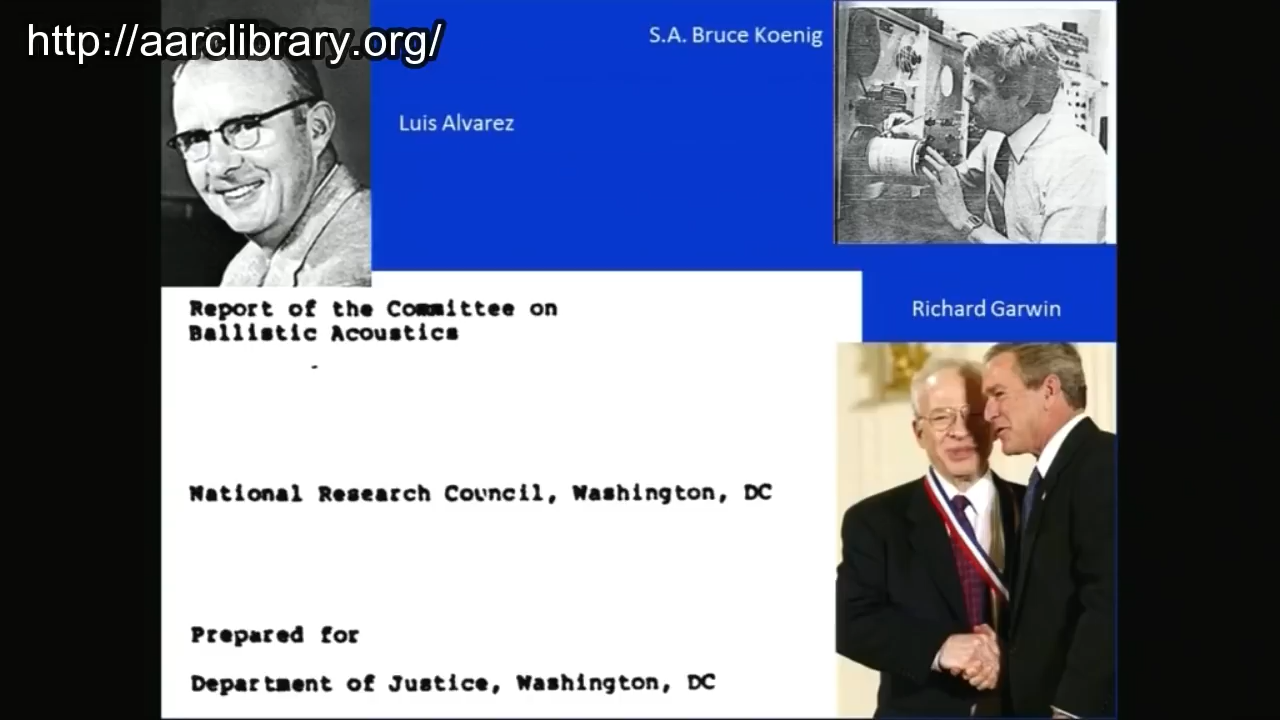 http://aarclibrary.org/
S.A. Bruce Koenig
Luis Alvarez
Richard Garwin
Report of the Committee on
Ballistic Acoustics
National Research Council, Washington, DC
Prepared for
Department of Justice, Washington, DC